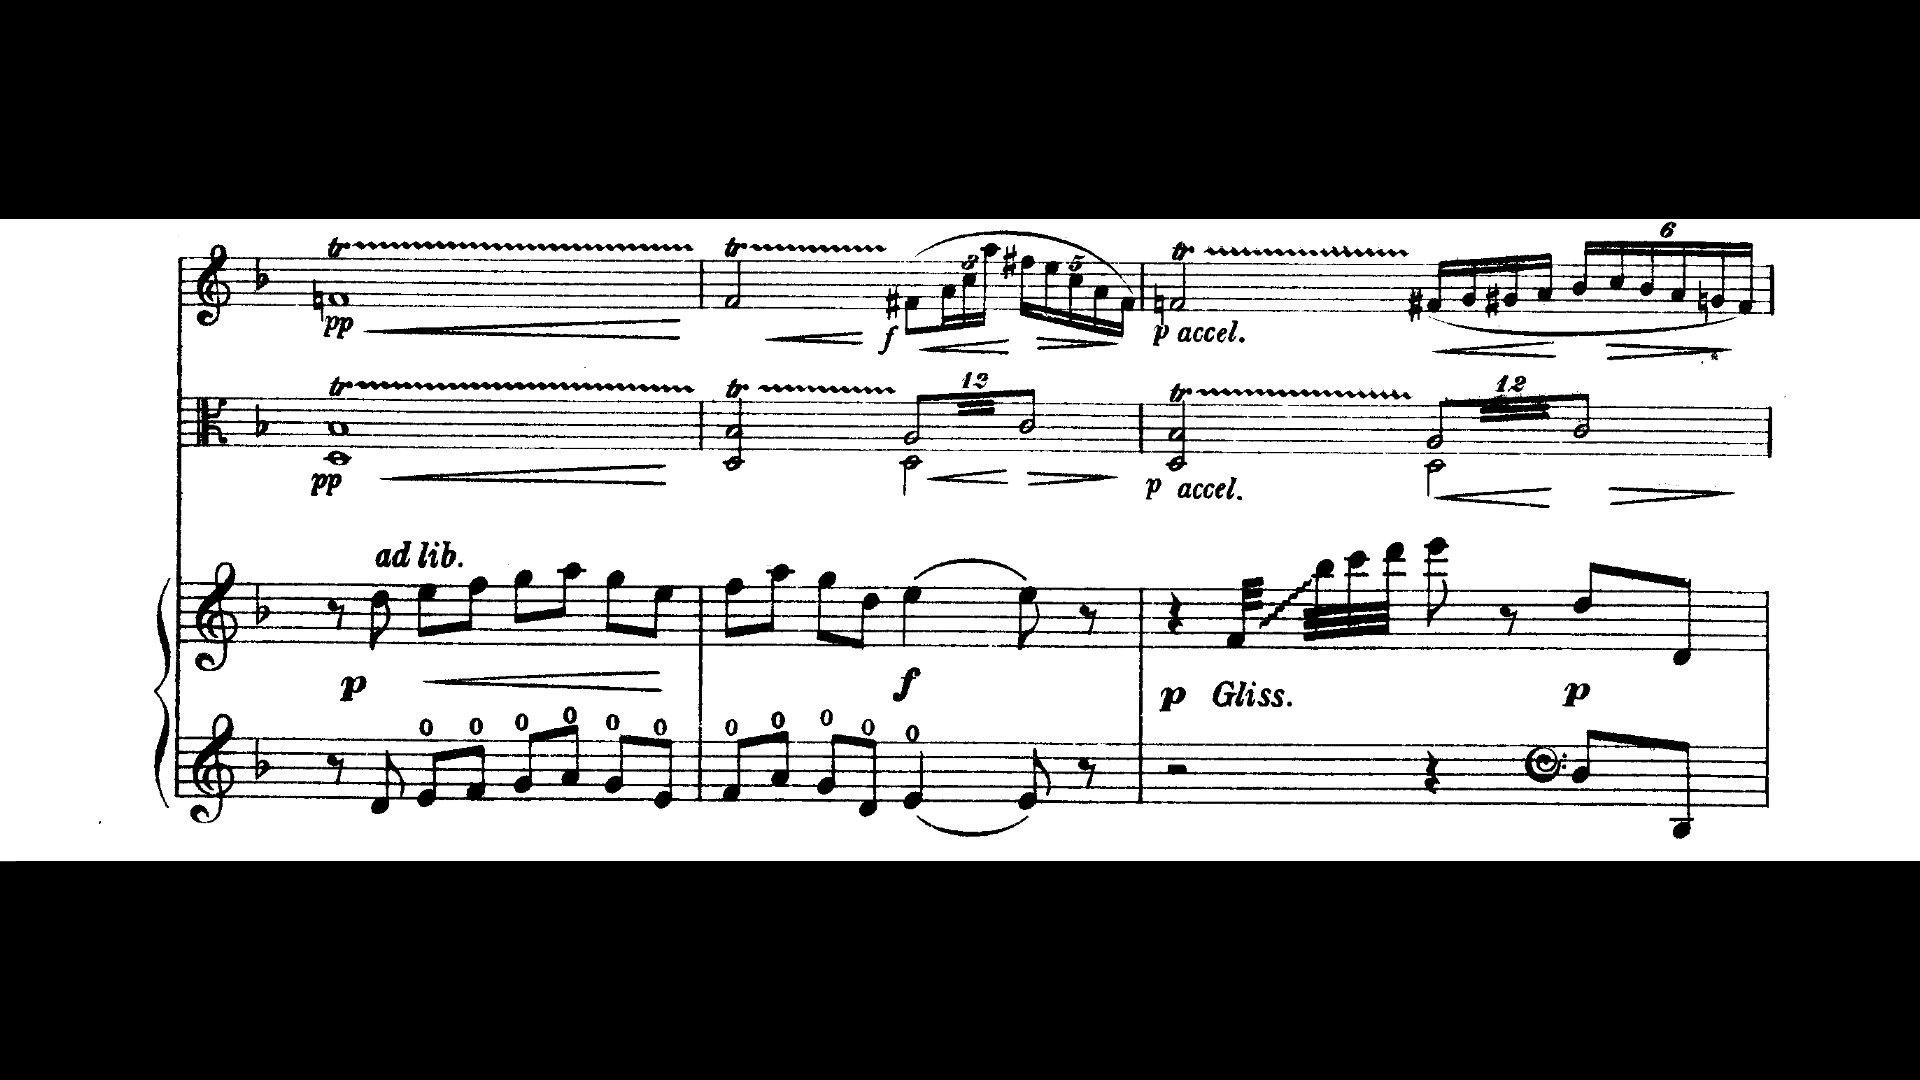 6
tr tr tr
3 5
pp f p accel.
tr tr 12 tr 12
pp p accel.
ad lib.
p f p Gliss. p
o o o o o o o o o o o